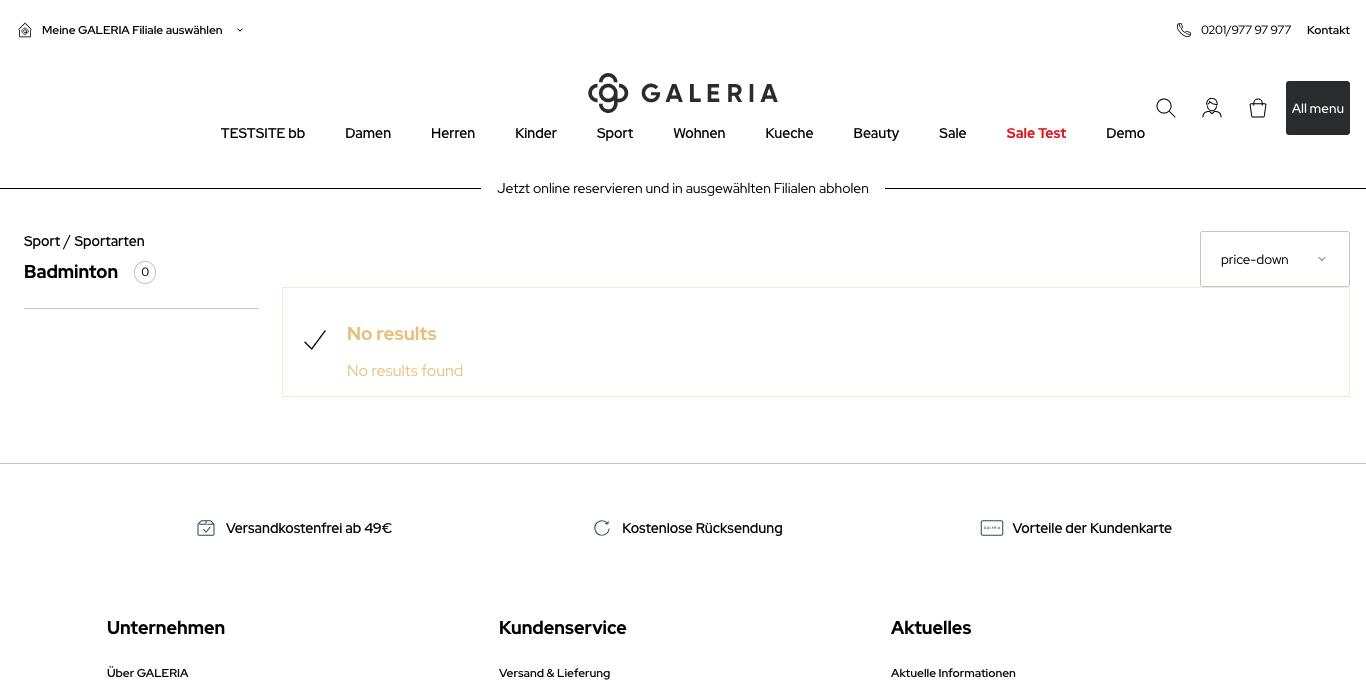 Meine GALERIA Filiale auswählen
0201/977 97 977 Kontakt
GALERIA
All menu
TESTSITE bb Damen Herren Kinder Sport Wohnen Kueche Beauty Sale Sale Test Demo
Jetzt online reservieren und in ausgewählten Filialen abholen
Sport / Sportarten
Badminton 0
price-down
No results
No results found
Versandkostenfrei ab 49€ Kostenlose Rücksendung Vorteile der Kundenkarte
Unternehmen Kundenservice Aktuelles
Über GALERIA Versand & Lieferung Aktuelle Informationen